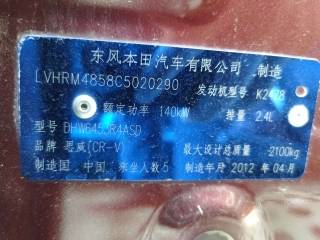 东风本田汽车有限公司 制造
LVHRM4858C5020290 发动机型号 K24Z8
额定功率 140kW 排量 2.4L
型号 DHW6453R4ASD
品牌 思威(CR-V) 最大设计总质量 2100kg
制造国 中国 乘坐人数 5 制造年月 2012 年 04 月